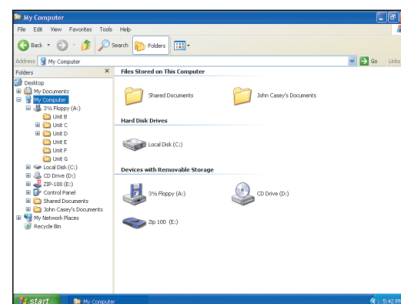 My Computer
File Edit View Favorites Tools Help
Back Search Folders
Address My Computer Go Links
Folders
Desktop
My Documents
My Computer
3½ Floppy (A:)
Unit B
Unit C
Unit D
Unit E
Unit F
Unit G
Local Disk (C:)
CD Drive (D:)
ZIP-100 (E:)
Control Panel
Shared Documents
John Casey's Documents
My Network Places
Recycle Bin
Files Stored on This Computer
Shared Documents John Casey's Documents
Hard Disk Drives
Local Disk (C:)
Devices with Removable Storage
3½ Floppy (A:) CD Drive (D:)
Zip 100 (E:)
start My Computer 5:42 PM